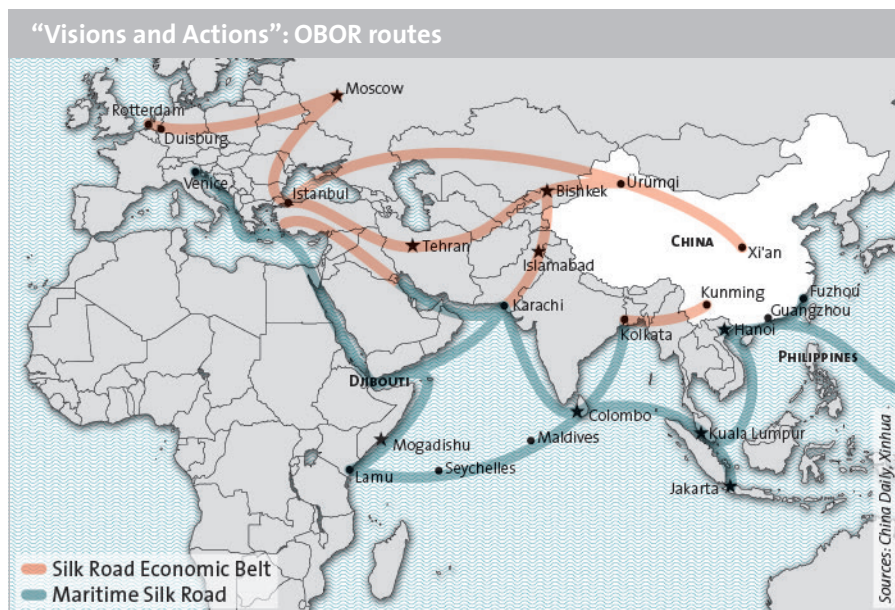 “Visions and Actions”: OBOR routes
Moscow
Rotterdam
Duisburg
Venice
Istanbul
Bishkek
Ürümqi
Tehran
CHINA
Xi'an
Islamabad
Kunming
Fuzhou
Karachi
Guangzhou
Kolkata
Hanoi
PHILIPPINES
DJIBOUTI
Colombo
Mogadishu
Maldives
Kuala Lumpur
Lamu
Seychelles
Jakarta
Silk Road Economic Belt
Maritime Silk Road
Sources: China Daily, Xinhua